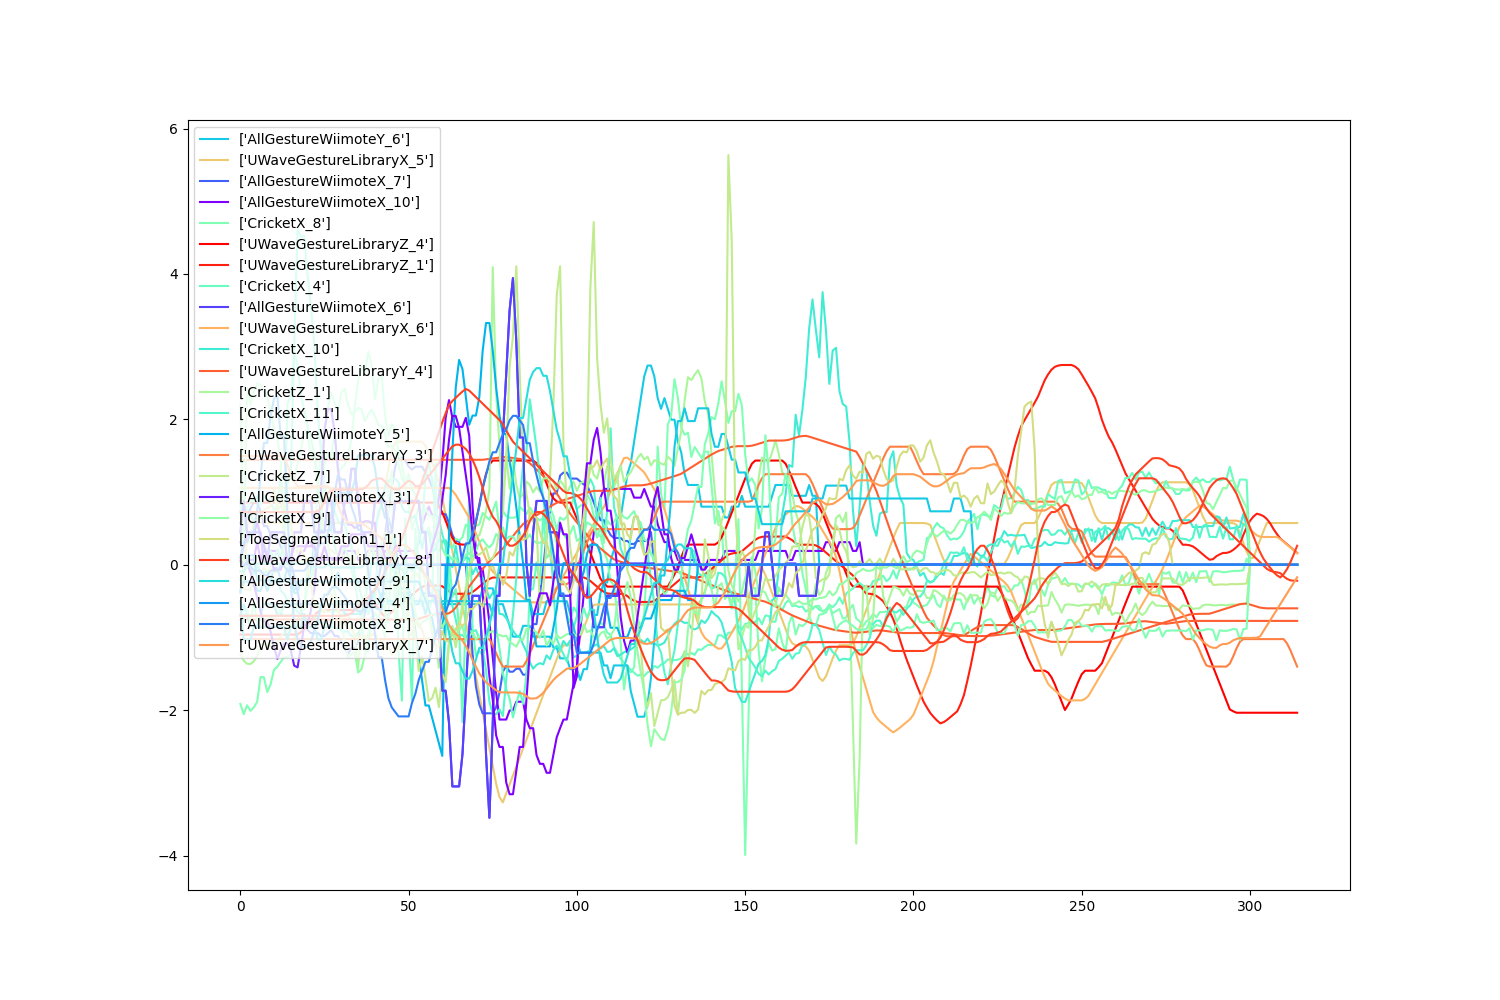 6
4
2
0
−2
−4
0
50
100
150
200
250
300
['AllGestureWiimoteY_6']
['UWaveGestureLibraryX_5']
['AllGestureWiimoteX_7']
['AllGestureWiimoteX_10']
['CricketX_8']
['UWaveGestureLibraryZ_4']
['UWaveGestureLibraryZ_1']
['CricketX_4']
['AllGestureWiimoteX_6']
['UWaveGestureLibraryX_6']
['CricketX_10']
['UWaveGestureLibraryY_4']
['CricketZ_1']
['CricketX_11']
['AllGestureWiimoteY_5']
['UWaveGestureLibraryY_3']
['CricketZ_7']
['AllGestureWiimoteX_3']
['CricketX_9']
['ToeSegmentation1_1']
['UWaveGestureLibraryY_8']
['AllGestureWiimoteY_9']
['AllGestureWiimoteY_4']
['AllGestureWiimoteX_8']
['UWaveGestureLibraryX_7']